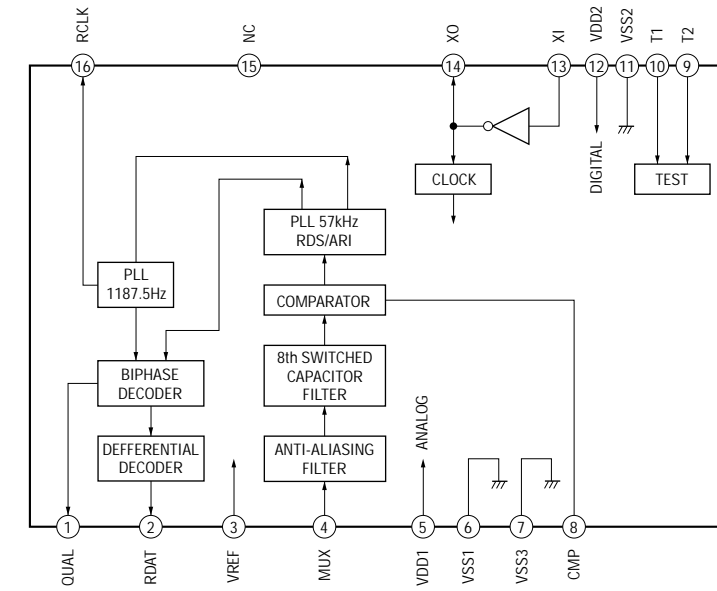 RCLK
NC
XO
XI
VDD2
VSS2
T1
T2
16
15
14
13
12
11
10
9
DIGITAL
CLOCK
TEST
PLL 57kHz
RDS/ARI
PLL
1187.5Hz
COMPARATOR
8th SWITCHED
CAPACITOR
FILTER
BIPHASE
DECODER
ANALOG
DEFFERENTIAL
DECODER
ANTI-ALIASING
FILTER
1
2
3
4
5
6
7
8
QUAL
RDAT
VREF
MUX
VDD1
VSS1
VSS3
CMP